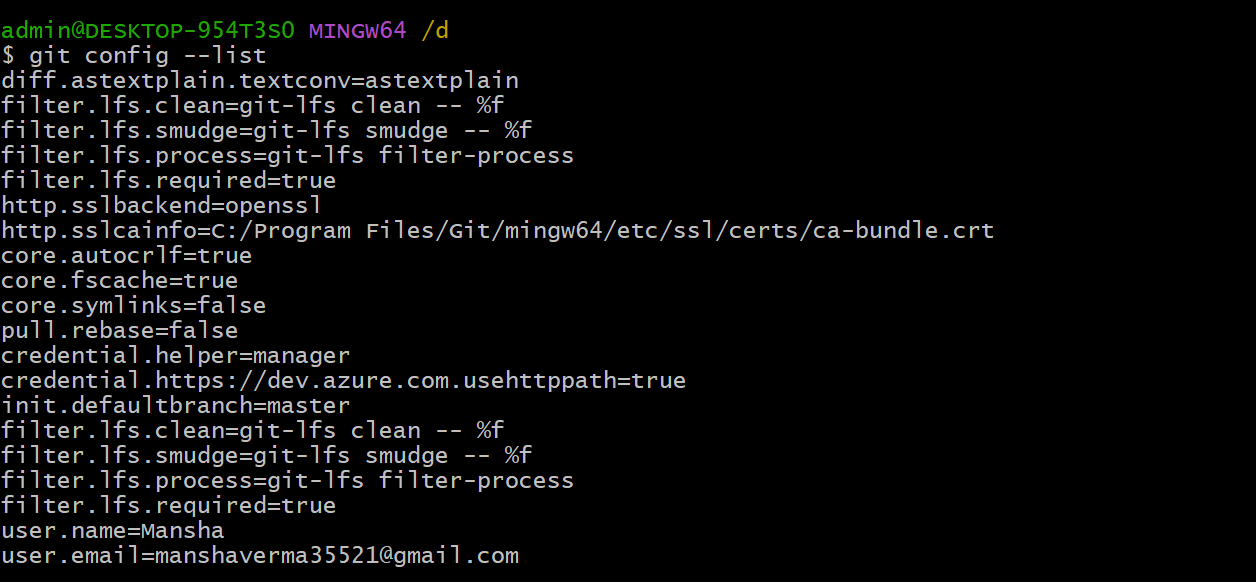 admin@DESKTOP-954T3SO MINGW64 /d
$ git config --list
diff.astextplain.textconv=astextplain
filter.lfs.clean=git-lfs clean -- %f
filter.lfs.smudge=git-lfs smudge -- %f
filter.lfs.process=git-lfs filter-process
filter.lfs.required=true
http.sslbackend=openssl
http.sslcainfo=C:/Program Files/Git/mingw64/etc/ssl/certs/ca-bundle.crt
core.autocrlf=true
core.fscache=true
core.symlinks=false
pull.rebase=false
credential.helper=manager
credential.https://dev.azure.com.usehttppath=true
init.defaultbranch=master
filter.lfs.clean=git-lfs clean -- %f
filter.lfs.smudge=git-lfs smudge -- %f
filter.lfs.process=git-lfs filter-process
filter.lfs.required=true
user.name=Mansha
user.email=manshaverma35521@gmail.com